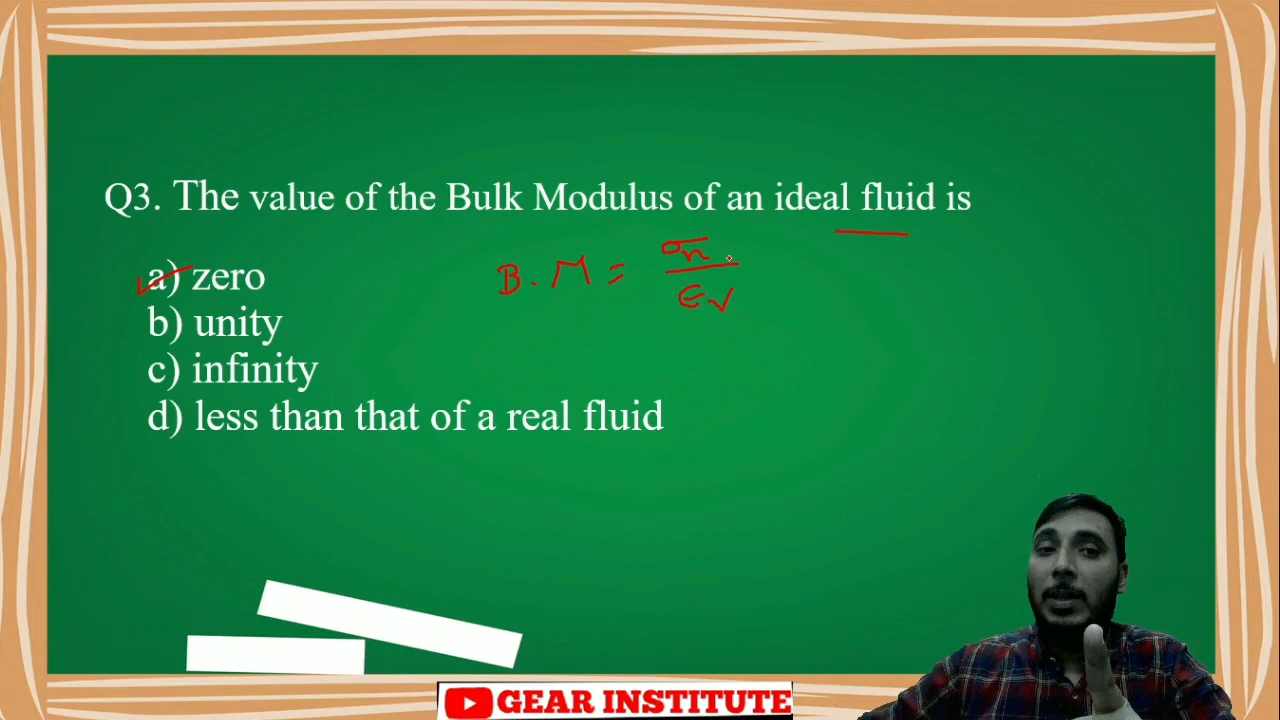 Q3. The value of the Bulk Modulus of an ideal fluid is
a) zero
B.M = σn / εv
b) unity
c) infinity
d) less than that of a real fluid
GEAR INSTITUTE